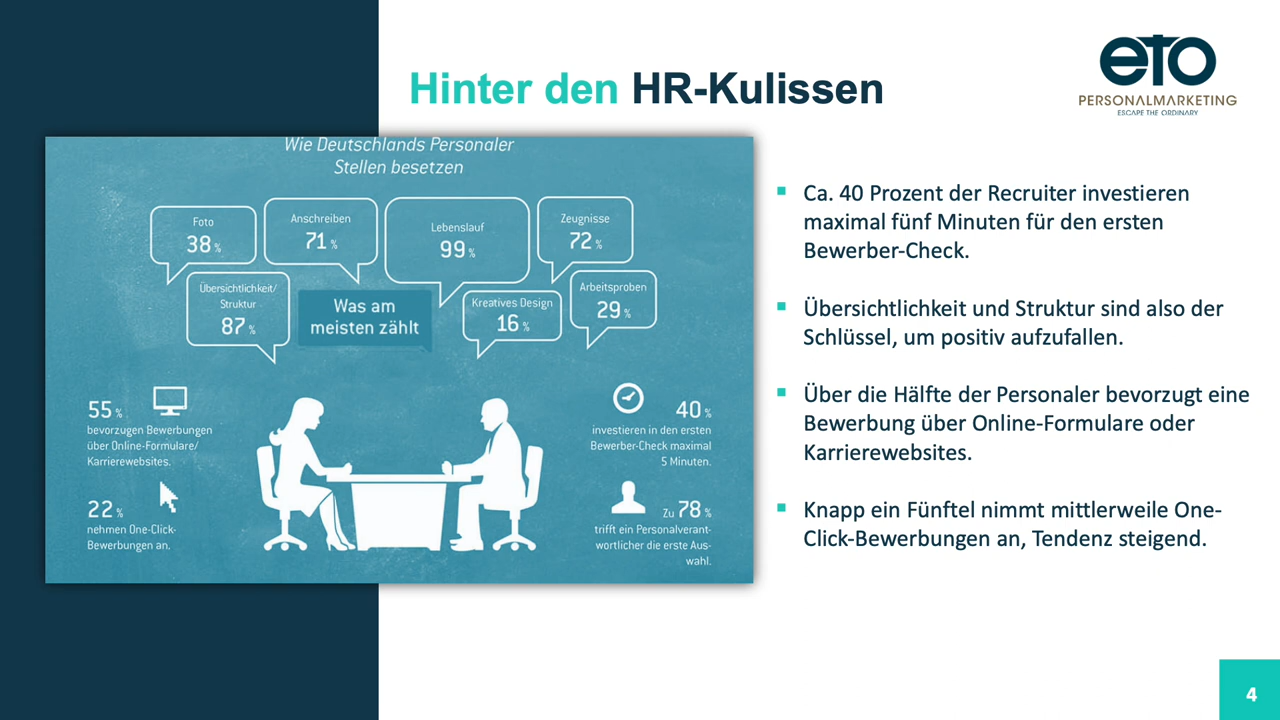 Hinter den HR-Kulissen
eTO
PERSONALMARKETING
ESCAPE THE ORDINARY
Wie Deutschlands Personaler
Stellen besetzen
Foto
38 %
Anschreiben
71 %
Lebenslauf
99 %
Zeugnisse
72 %
Übersichtlichkeit/
Struktur
87 %
Was am
meisten zählt
Kreatives Design
16 %
Arbeitsproben
29 %
55 %
bevorzugen Bewerbungen
über Online-Formulare/
Karrierewebsites.
22 %
nehmen One-Click-
Bewerbungen an.
40 %
investieren in den ersten
Bewerber-Check maximal
5 Minuten.
Zu 78 %
trifft ein Personalverant-
wortlicher die erste Aus-
wahl.
▪ Ca. 40 Prozent der Recruiter investieren
maximal fünf Minuten für den ersten
Bewerber-Check.
▪ Übersichtlichkeit und Struktur sind also der
Schlüssel, um positiv aufzufallen.
▪ Über die Hälfte der Personaler bevorzugt eine
Bewerbung über Online-Formulare oder
Karrierewebsites.
▪ Knapp ein Fünftel nimmt mittlerweile One-
Click-Bewerbungen an, Tendenz steigend.
4